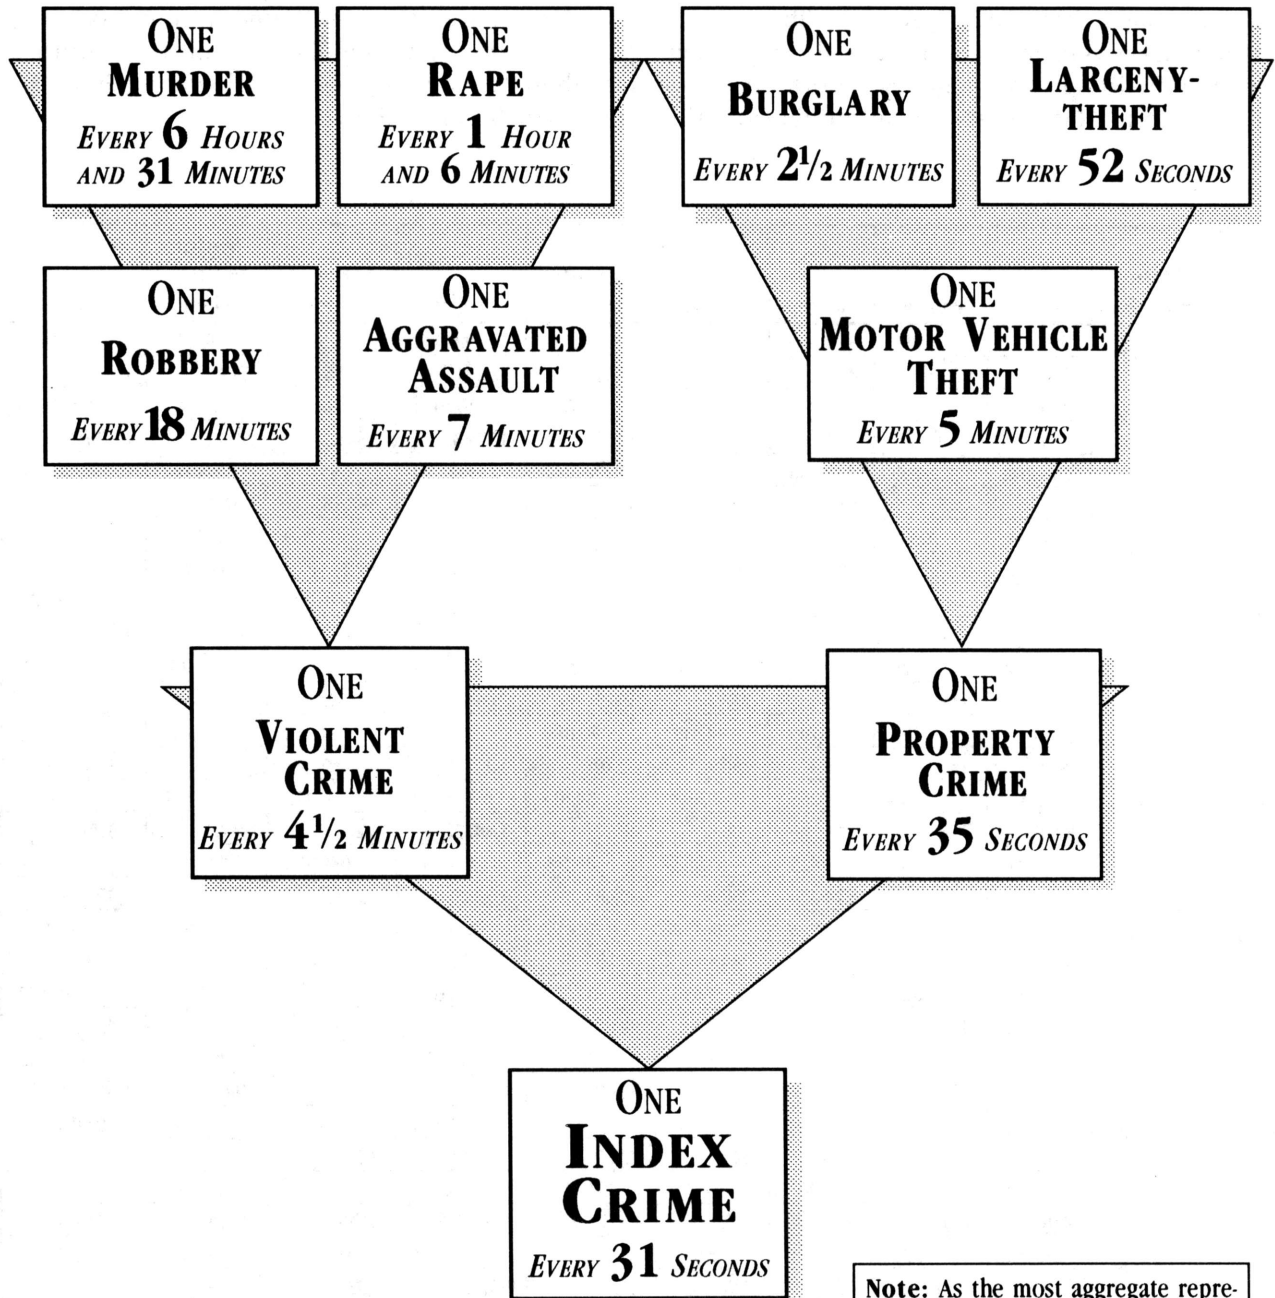 ONE
MURDER
EVERY 6 HOURS
AND 31 MINUTES
ONE
RAPE
EVERY 1 HOUR
AND 6 MINUTES
ONE
BURGLARY
EVERY 2½ MINUTES
ONE
LARCENY-
THEFT
EVERY 52 SECONDS
ONE
ROBBERY
EVERY 18 MINUTES
ONE
AGGRAVATED
ASSAULT
EVERY 7 MINUTES
ONE
MOTOR VEHICLE
THEFT
EVERY 5 MINUTES
ONE
VIOLENT
CRIME
EVERY 4½ MINUTES
ONE
PROPERTY
CRIME
EVERY 35 SECONDS
ONE
INDEX
CRIME
EVERY 31 SECONDS
Note: As the most aggregate repre-